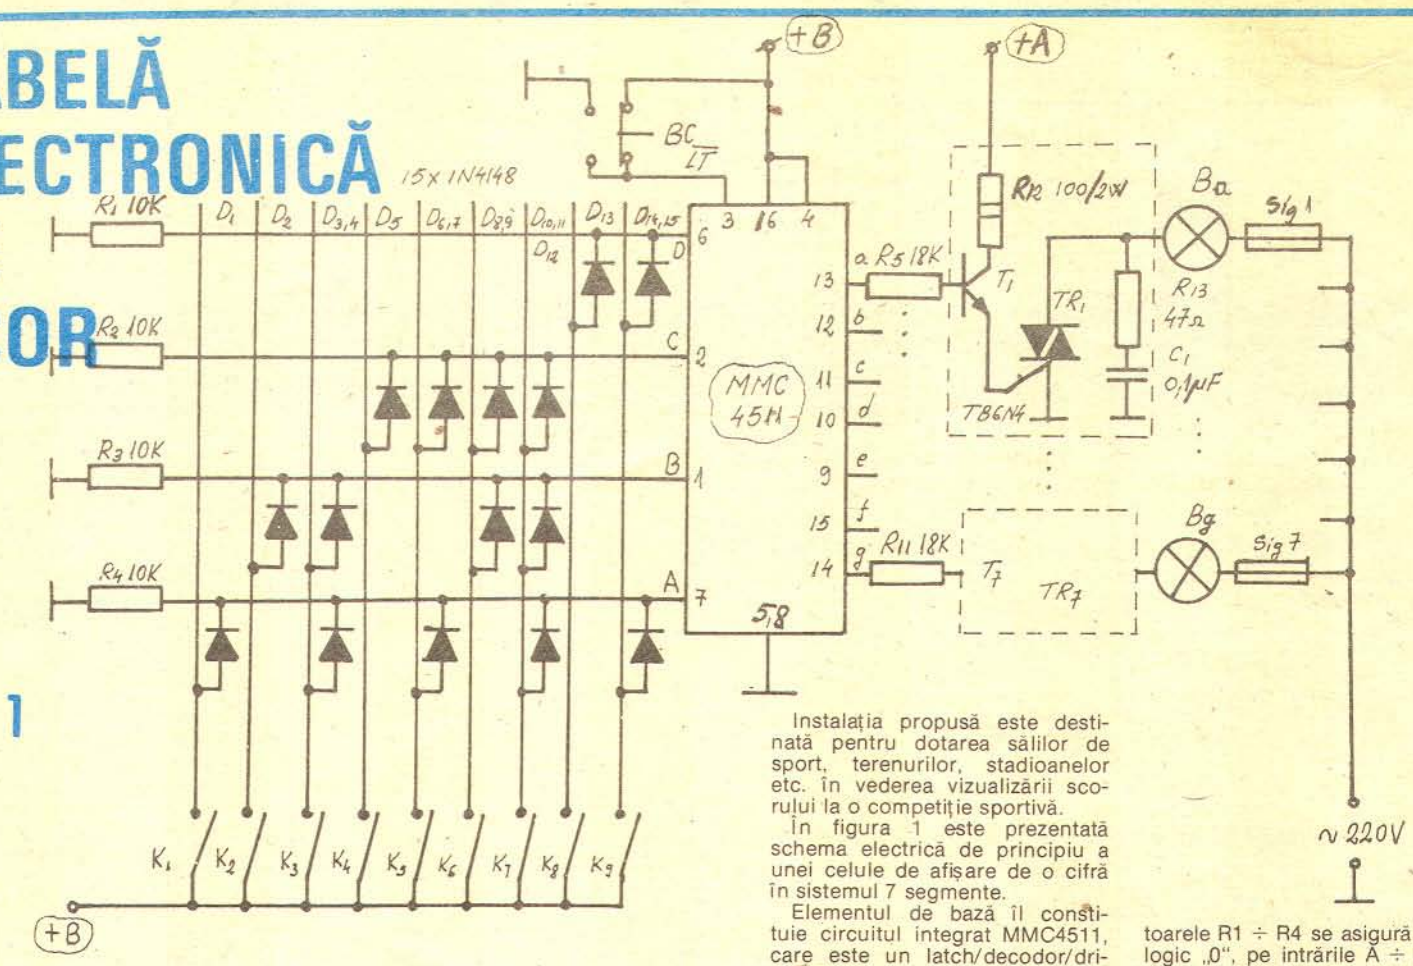 ABELĂ
ECTRONICĂ
OR
1
+B
+A
BC
LT
15x1N4148
R1 10K
D1
D2
D3,4
D5
D6,7
D8,9
D10,11
D12
D13
D14,15
R2 10K
R3 10K
R4 10K
D
C
B
A
6
2
1
7
3
16
4
MMC
4511
5,8
13
12
11
10
9
15
14
a
b
c
d
e
f
g
R5 18K
R11 18K
R12 100/2W
T1
TR1
TB6N4
R13
47Ω
C1
0,1µF
Ba
Sig 1
T7
TR7
Bg
Sig 7
~220V
K1
K2
K3
K4
K5
K6
K7
K8
K9
+B
Instalația propusă este desti-
nată pentru dotarea sălilor de
sport, terenurilor, stadioanelor
etc. în vederea vizualizării sco-
rului la o competiție sportivă.
În figura 1 este prezentată
schema electrică de principiu a
unei celule de afișare de o cifră
în sistemul 7 segmente.
Elementul de bază îl consti-
tuie circuitul integrat MMC4511,
care este un latch/decodor/dri-
toarele R1 ÷ R4 se asigură
logic „0“, pe intrările A ÷